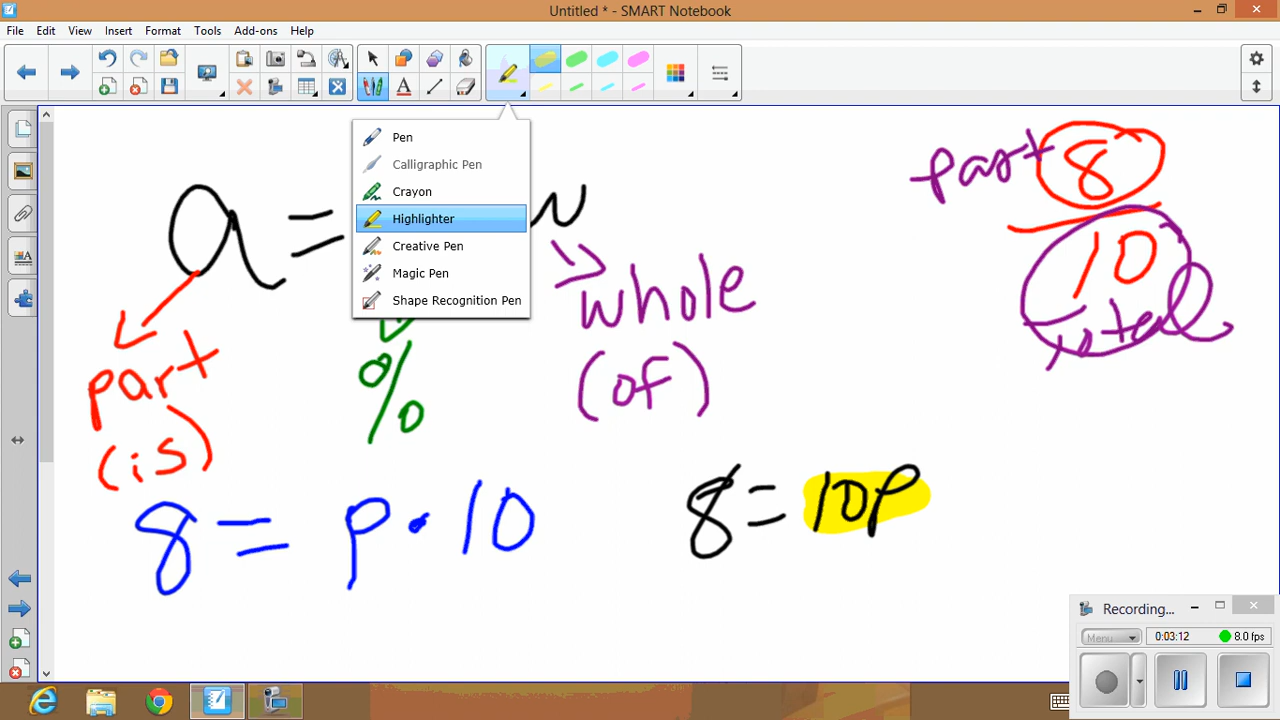 Untitled * - SMART Notebook
File Edit View Insert Format Tools Add-ons Help
Pen
Calligraphic Pen
Crayon
Highlighter
Creative Pen
Magic Pen
Shape Recognition Pen
part 8
10
total
a = w
whole
(of)
%
part
(is)
8 = p · 10
8 = 10p
Recording...
Menu 0:03:12 8.0 fps